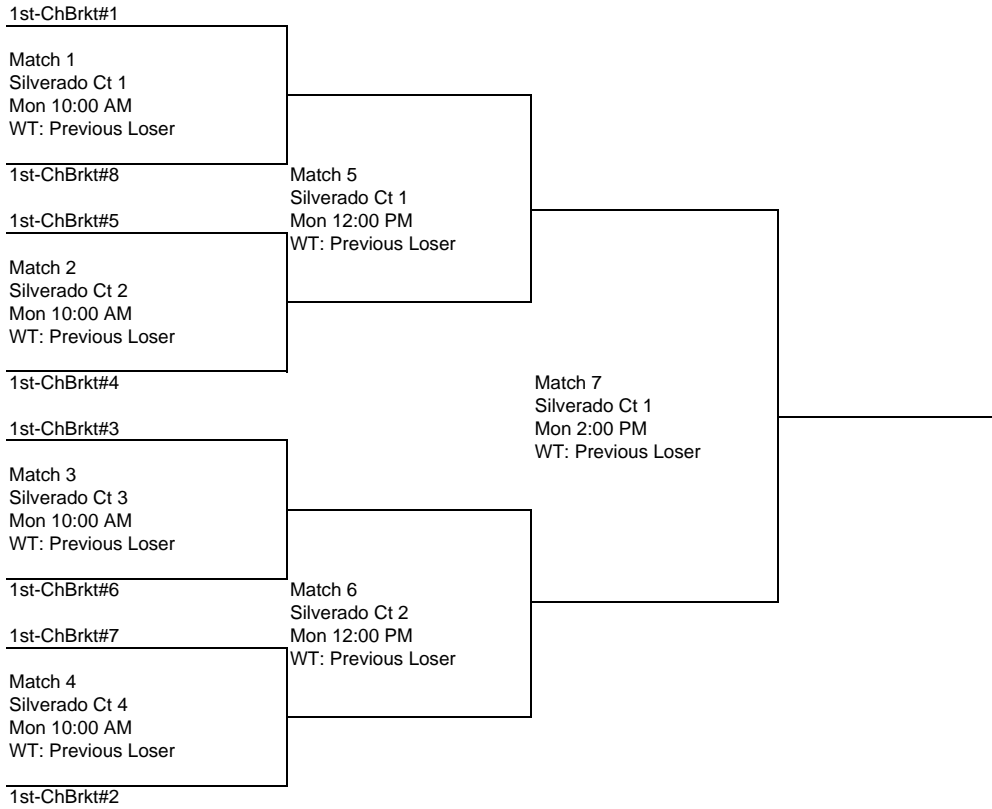 1st-ChBrkt#1
Match 1
Silverado Ct 1
Mon 10:00 AM
WT: Previous Loser
1st-ChBrkt#8
1st-ChBrkt#5
Match 2
Silverado Ct 2
Mon 10:00 AM
WT: Previous Loser
1st-ChBrkt#4
1st-ChBrkt#3
Match 3
Silverado Ct 3
Mon 10:00 AM
WT: Previous Loser
1st-ChBrkt#6
1st-ChBrkt#7
Match 4
Silverado Ct 4
Mon 10:00 AM
WT: Previous Loser
1st-ChBrkt#2
Match 5
Silverado Ct 1
Mon 12:00 PM
WT: Previous Loser
Match 6
Silverado Ct 2
Mon 12:00 PM
WT: Previous Loser
Match 7
Silverado Ct 1
Mon 2:00 PM
WT: Previous Loser